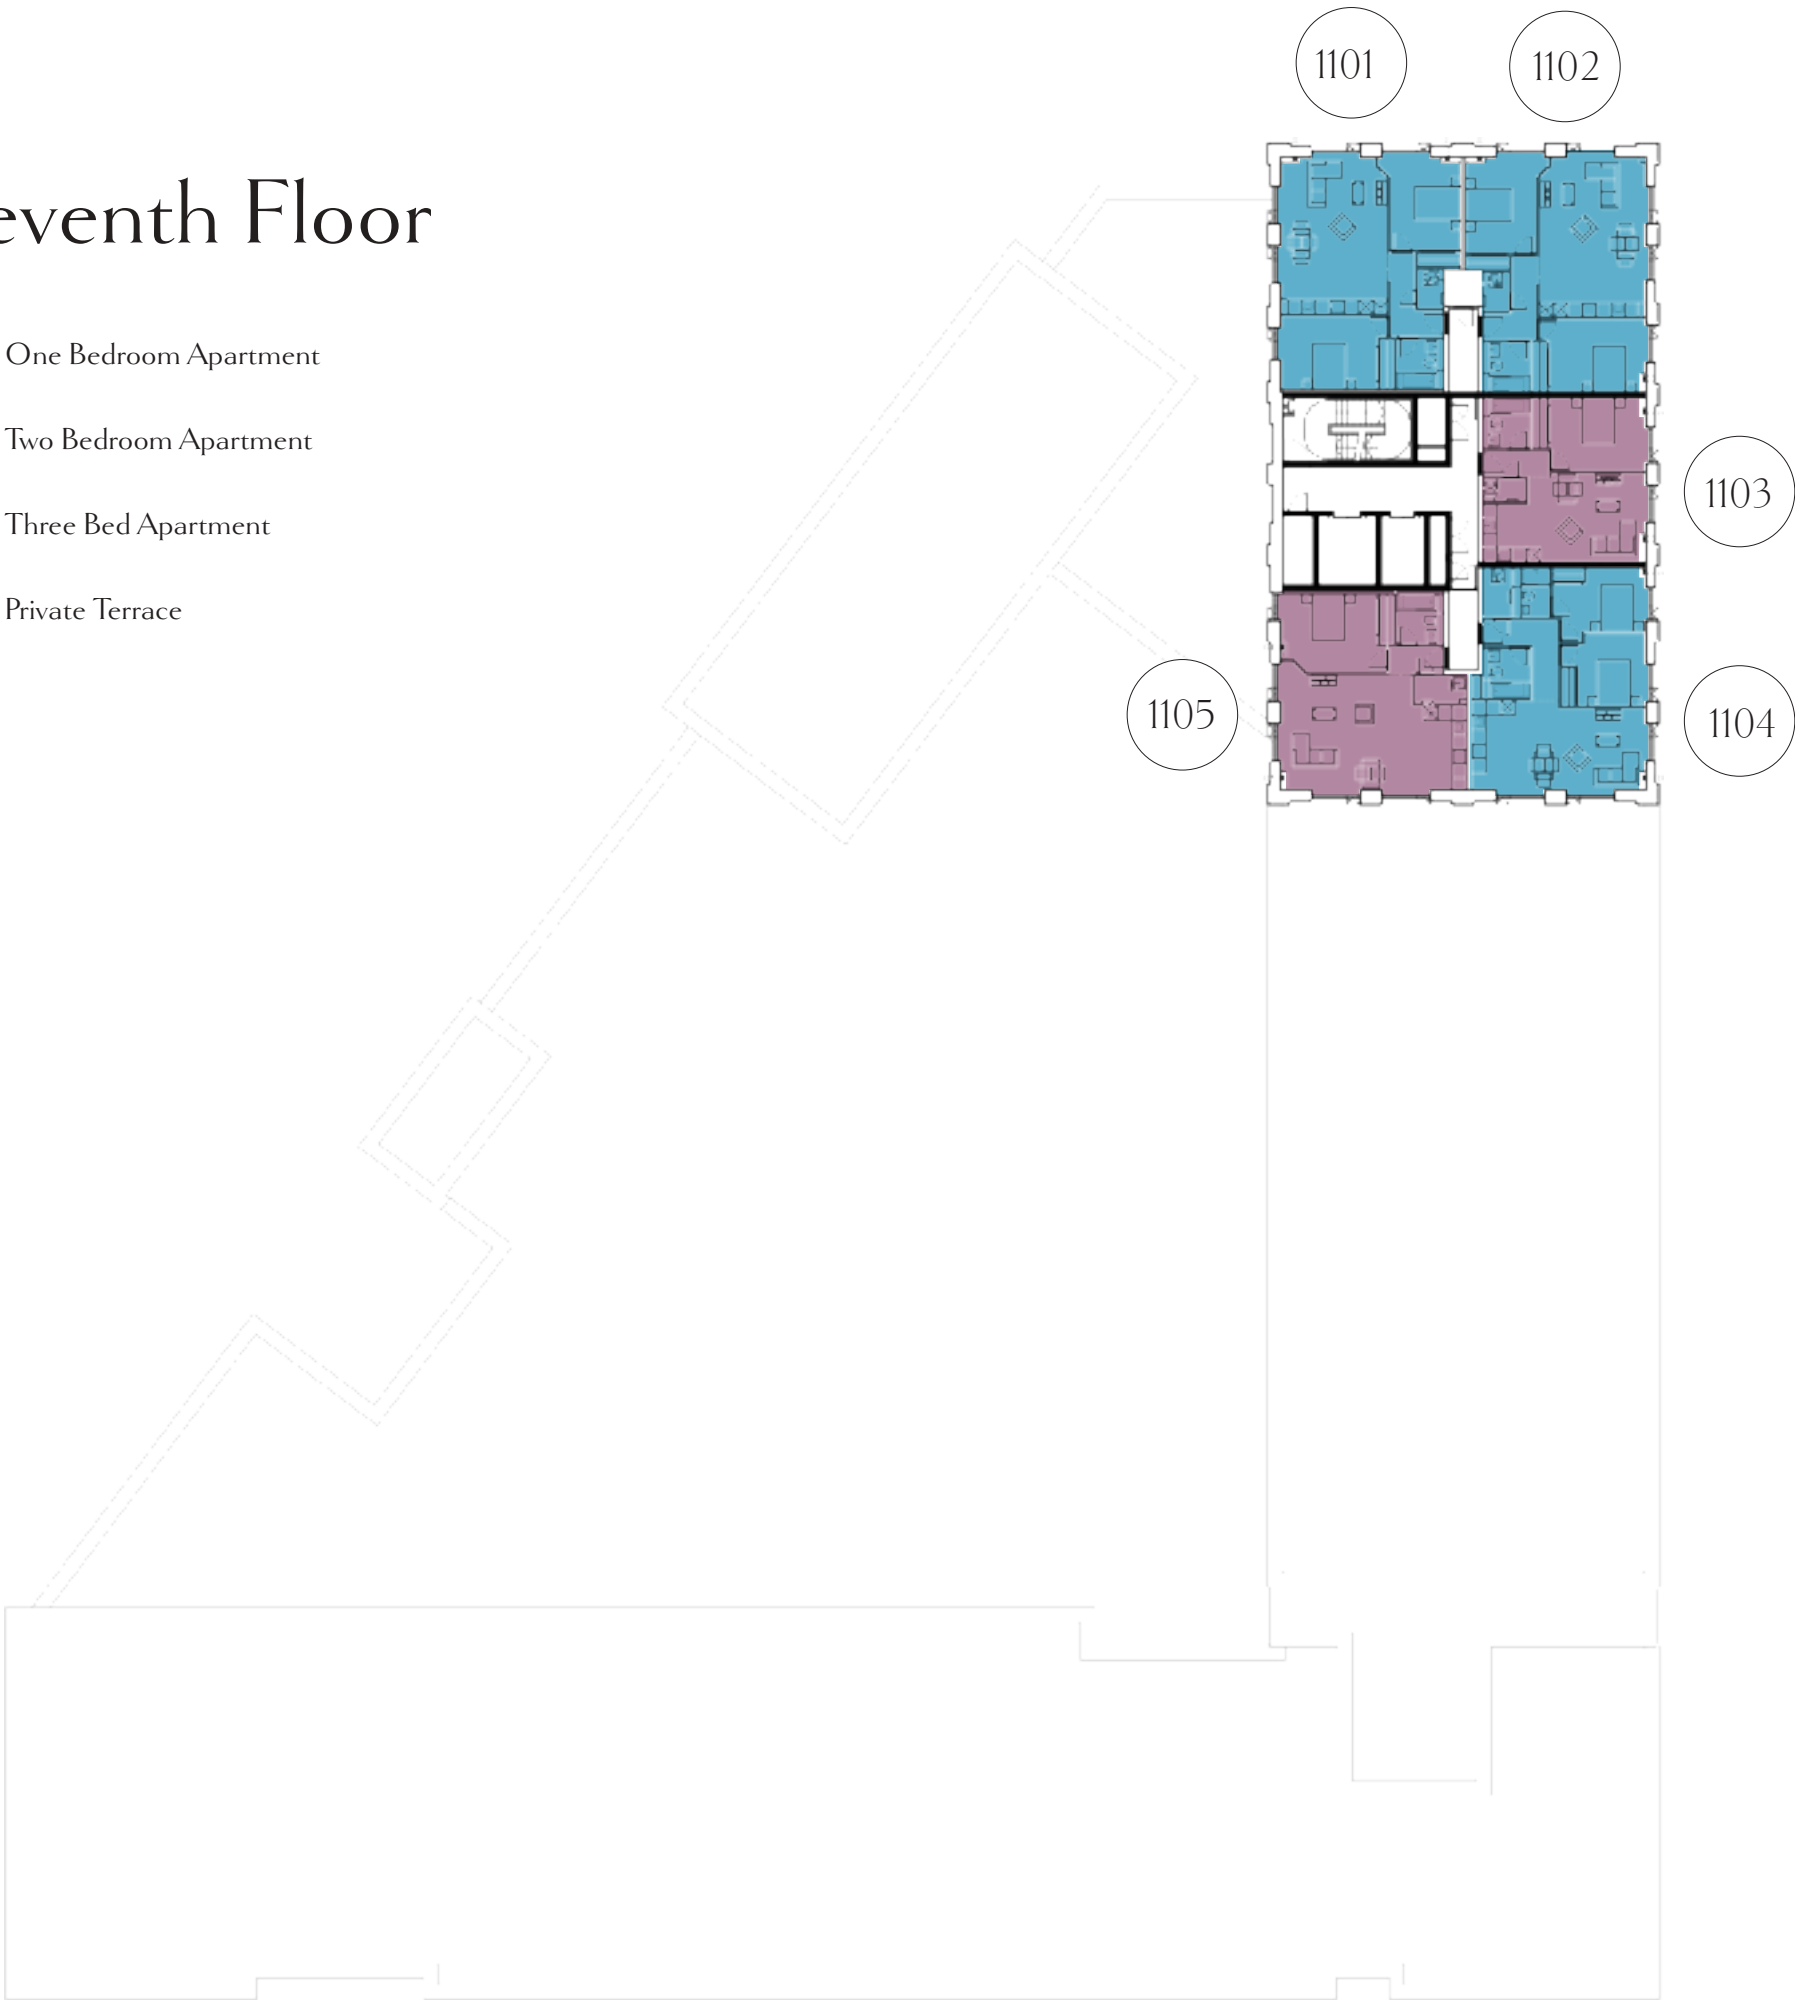 1101
1102
eventh Floor
One Bedroom Apartment
Two Bedroom Apartment
1103
Three Bed Apartment
Private Terrace
1105
1104